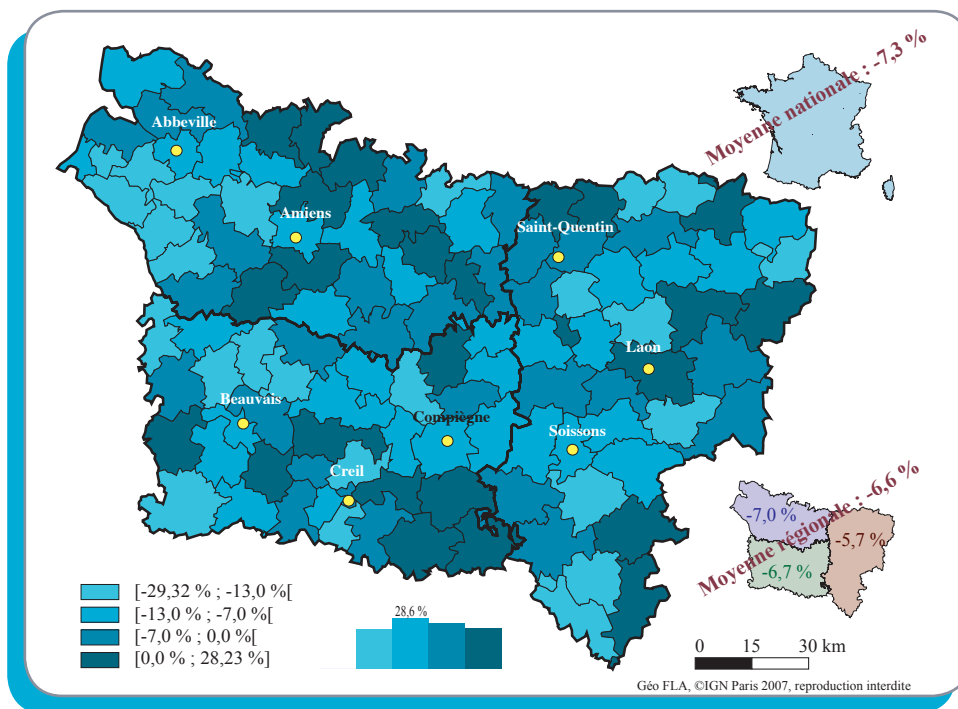 Moyenne nationale : -7,3 %
Abbeville
Amiens
Saint-Quentin
Laon
Beauvais
Compiègne
Soissons
Creil
Moyenne régionale : -6,6 %
-7,0 %
-5,7 %
-6,7 %
[-29,32 % ; -13,0 %[
[-13,0 % ; -7,0 %[
[-7,0 % ; 0,0 %[
[0,0 % ; 28,23 %]
28,6 %
0 15 30 km
Géo FLA, ©IGN Paris 2007, reproduction interdite